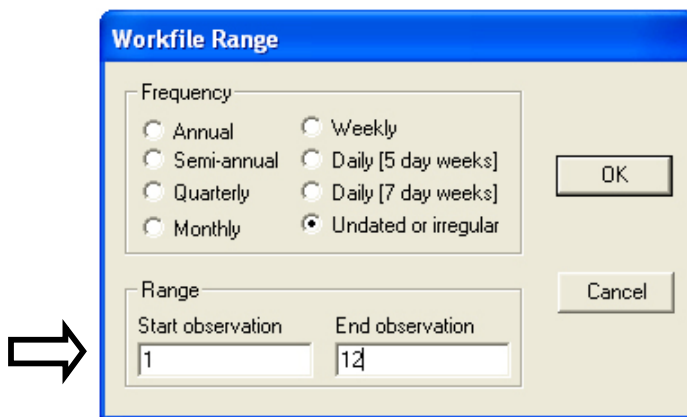 Workfile Range
Frequency
Annual
Semi-annual
Quarterly
Monthly
Weekly
Daily [5 day weeks]
Daily [7 day weeks]
Undated or irregular
OK
Cancel
Range
Start observation
End observation
1
12